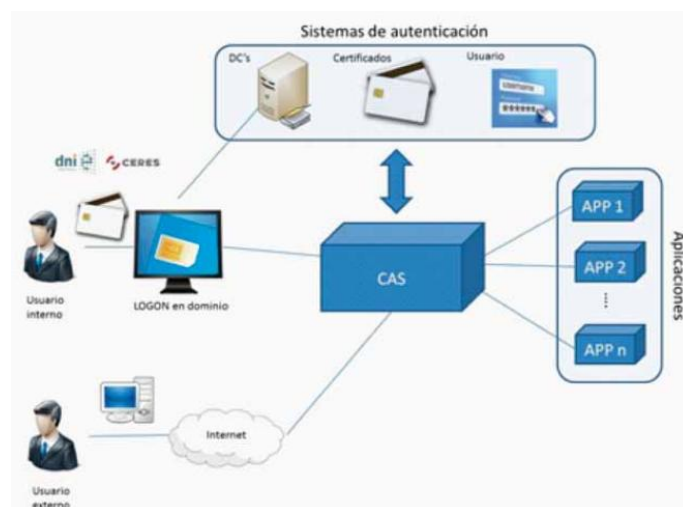 Sistemas de autenticación
DC's
Certificados
Usuario
username
dni
CERES
CAS
APP 1
APP 2
APP n
Aplicaciones
Usuario
interno
LOGON en dominio
Internet
Usuario
externo